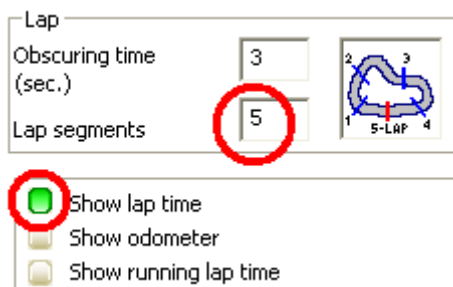 Lap
Obscuring time
(sec.)
3
Lap segments
5
2
3
1
5-LAP
4
Show lap time
Show odometer
Show running lap time